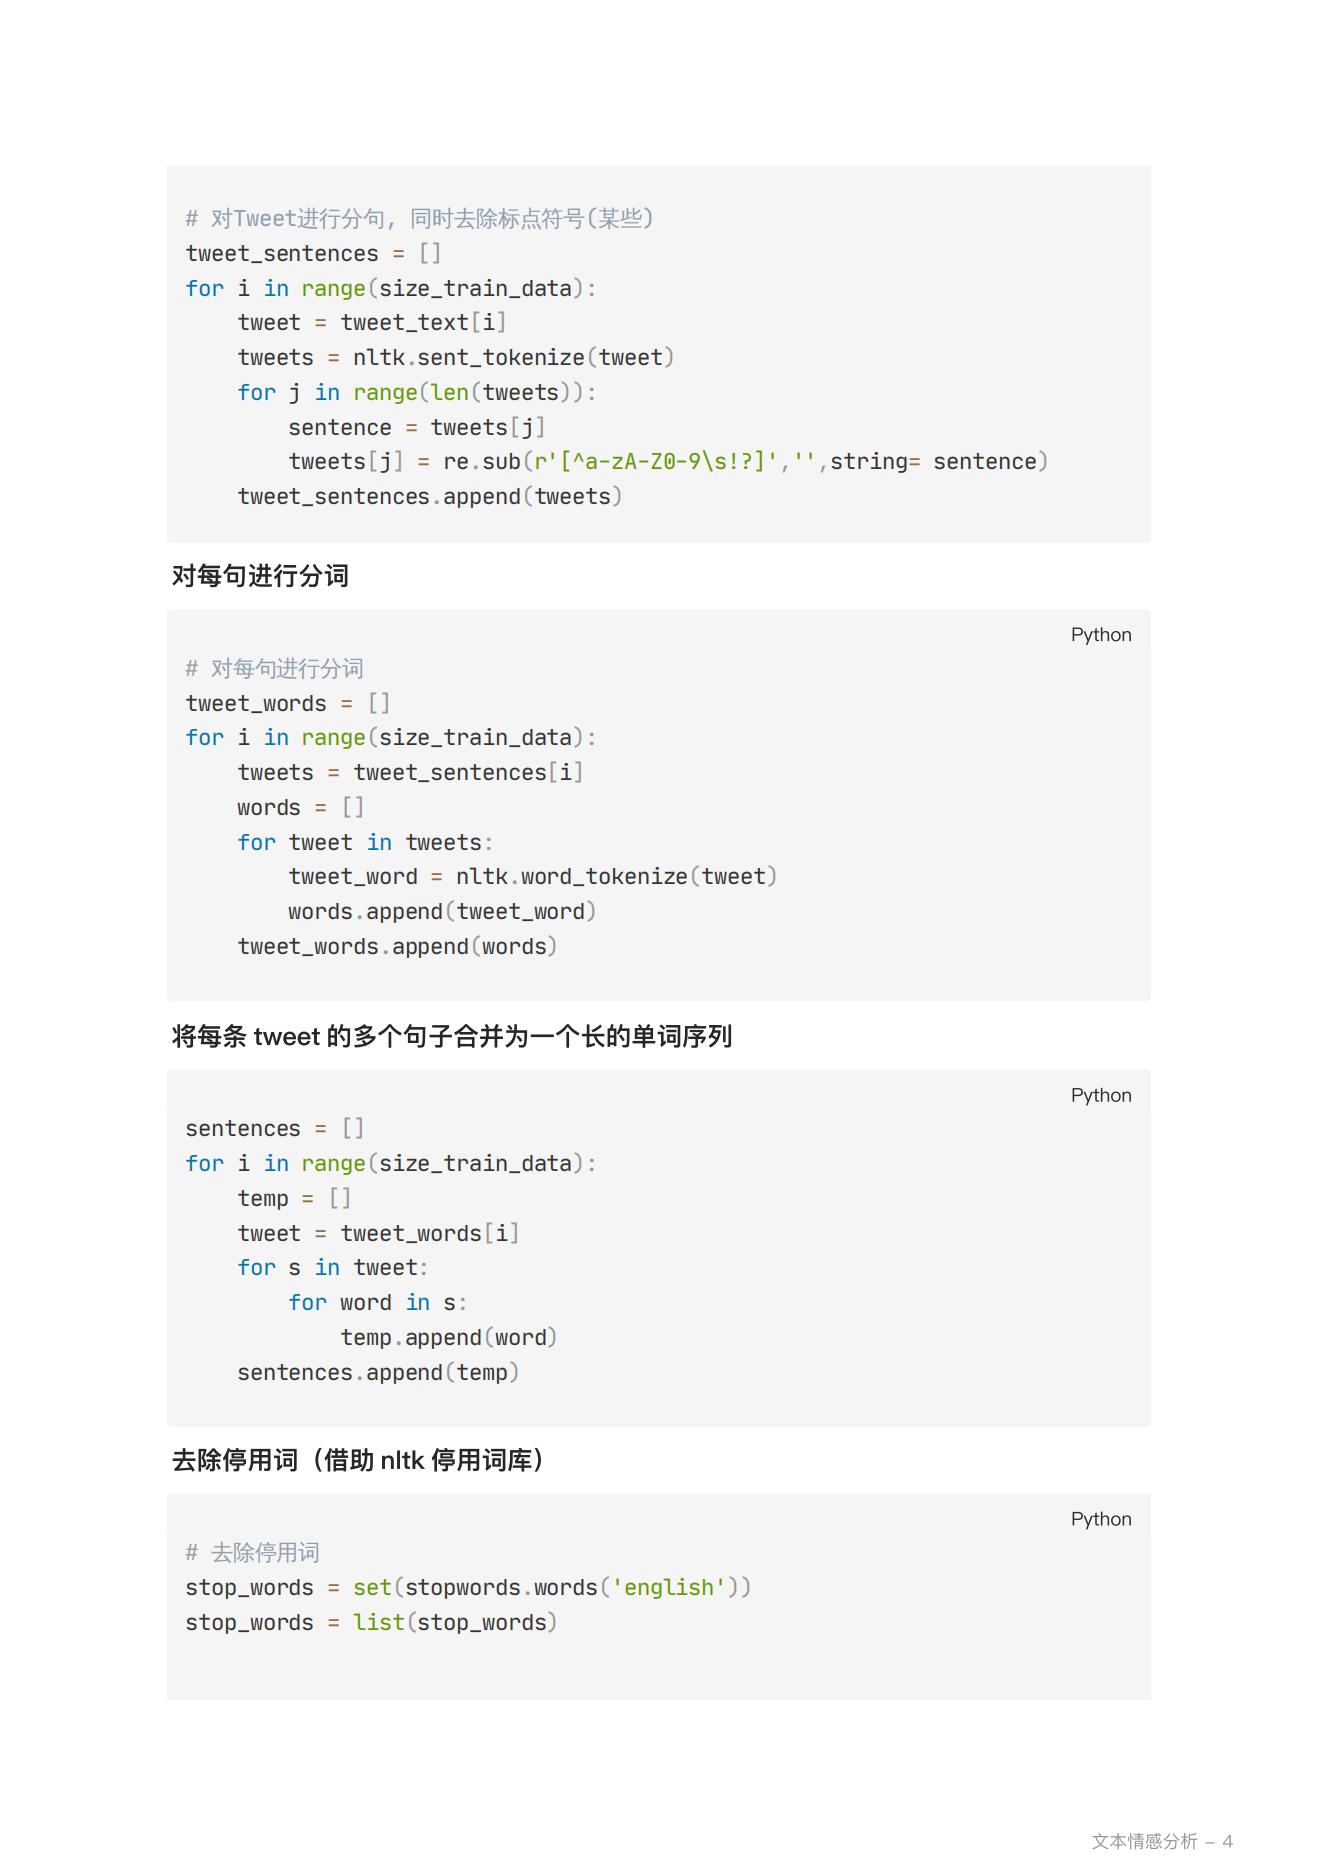 # 对Tweet进行分句, 同时去除标点符号(某些)
tweet_sentences = []
for i in range(size_train_data):
    tweet = tweet_text[i]
    tweets = nltk.sent_tokenize(tweet)
    for j in range(len(tweets)):
        sentence = tweets[j]
        tweets[j] = re.sub(r'[^a-zA-Z0-9\s!?]','',string= sentence)
    tweet_sentences.append(tweets)
对每句进行分词
Python
# 对每句进行分词
tweet_words = []
for i in range(size_train_data):
    tweets = tweet_sentences[i]
    words = []
    for tweet in tweets:
        tweet_word = nltk.word_tokenize(tweet)
        words.append(tweet_word)
    tweet_words.append(words)
将每条 tweet 的多个句子合并为一个长的单词序列
Python
sentences = []
for i in range(size_train_data):
    temp = []
    tweet = tweet_words[i]
    for s in tweet:
        for word in s:
            temp.append(word)
    sentences.append(temp)
去除停用词（借助 nltk 停用词库）
Python
# 去除停用词
stop_words = set(stopwords.words('english'))
stop_words = list(stop_words)
文本情感分析 – 4